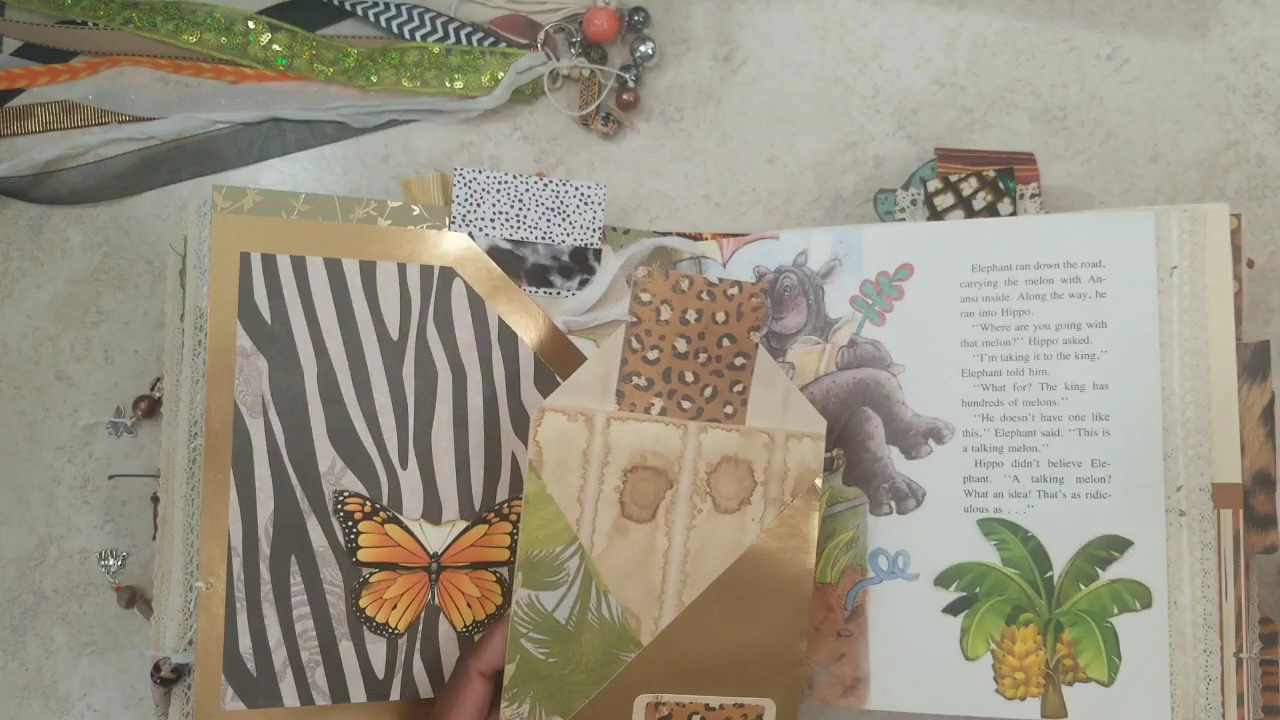 Elephant ran down the road,
carrying the melon with An-
ansi inside. Along the way, he
ran into Hippo.
"Where are you going with
that melon?" Hippo asked.
"I'm taking it to the king,"
Elephant told him.
"What for? The king has
hundreds of melons."
"He doesn't have one like
this," Elephant said. "This is
a talking melon."
Hippo didn't believe Ele-
phant. "A talking melon?
What an idea! That's as ridic-
ulous as . . ."